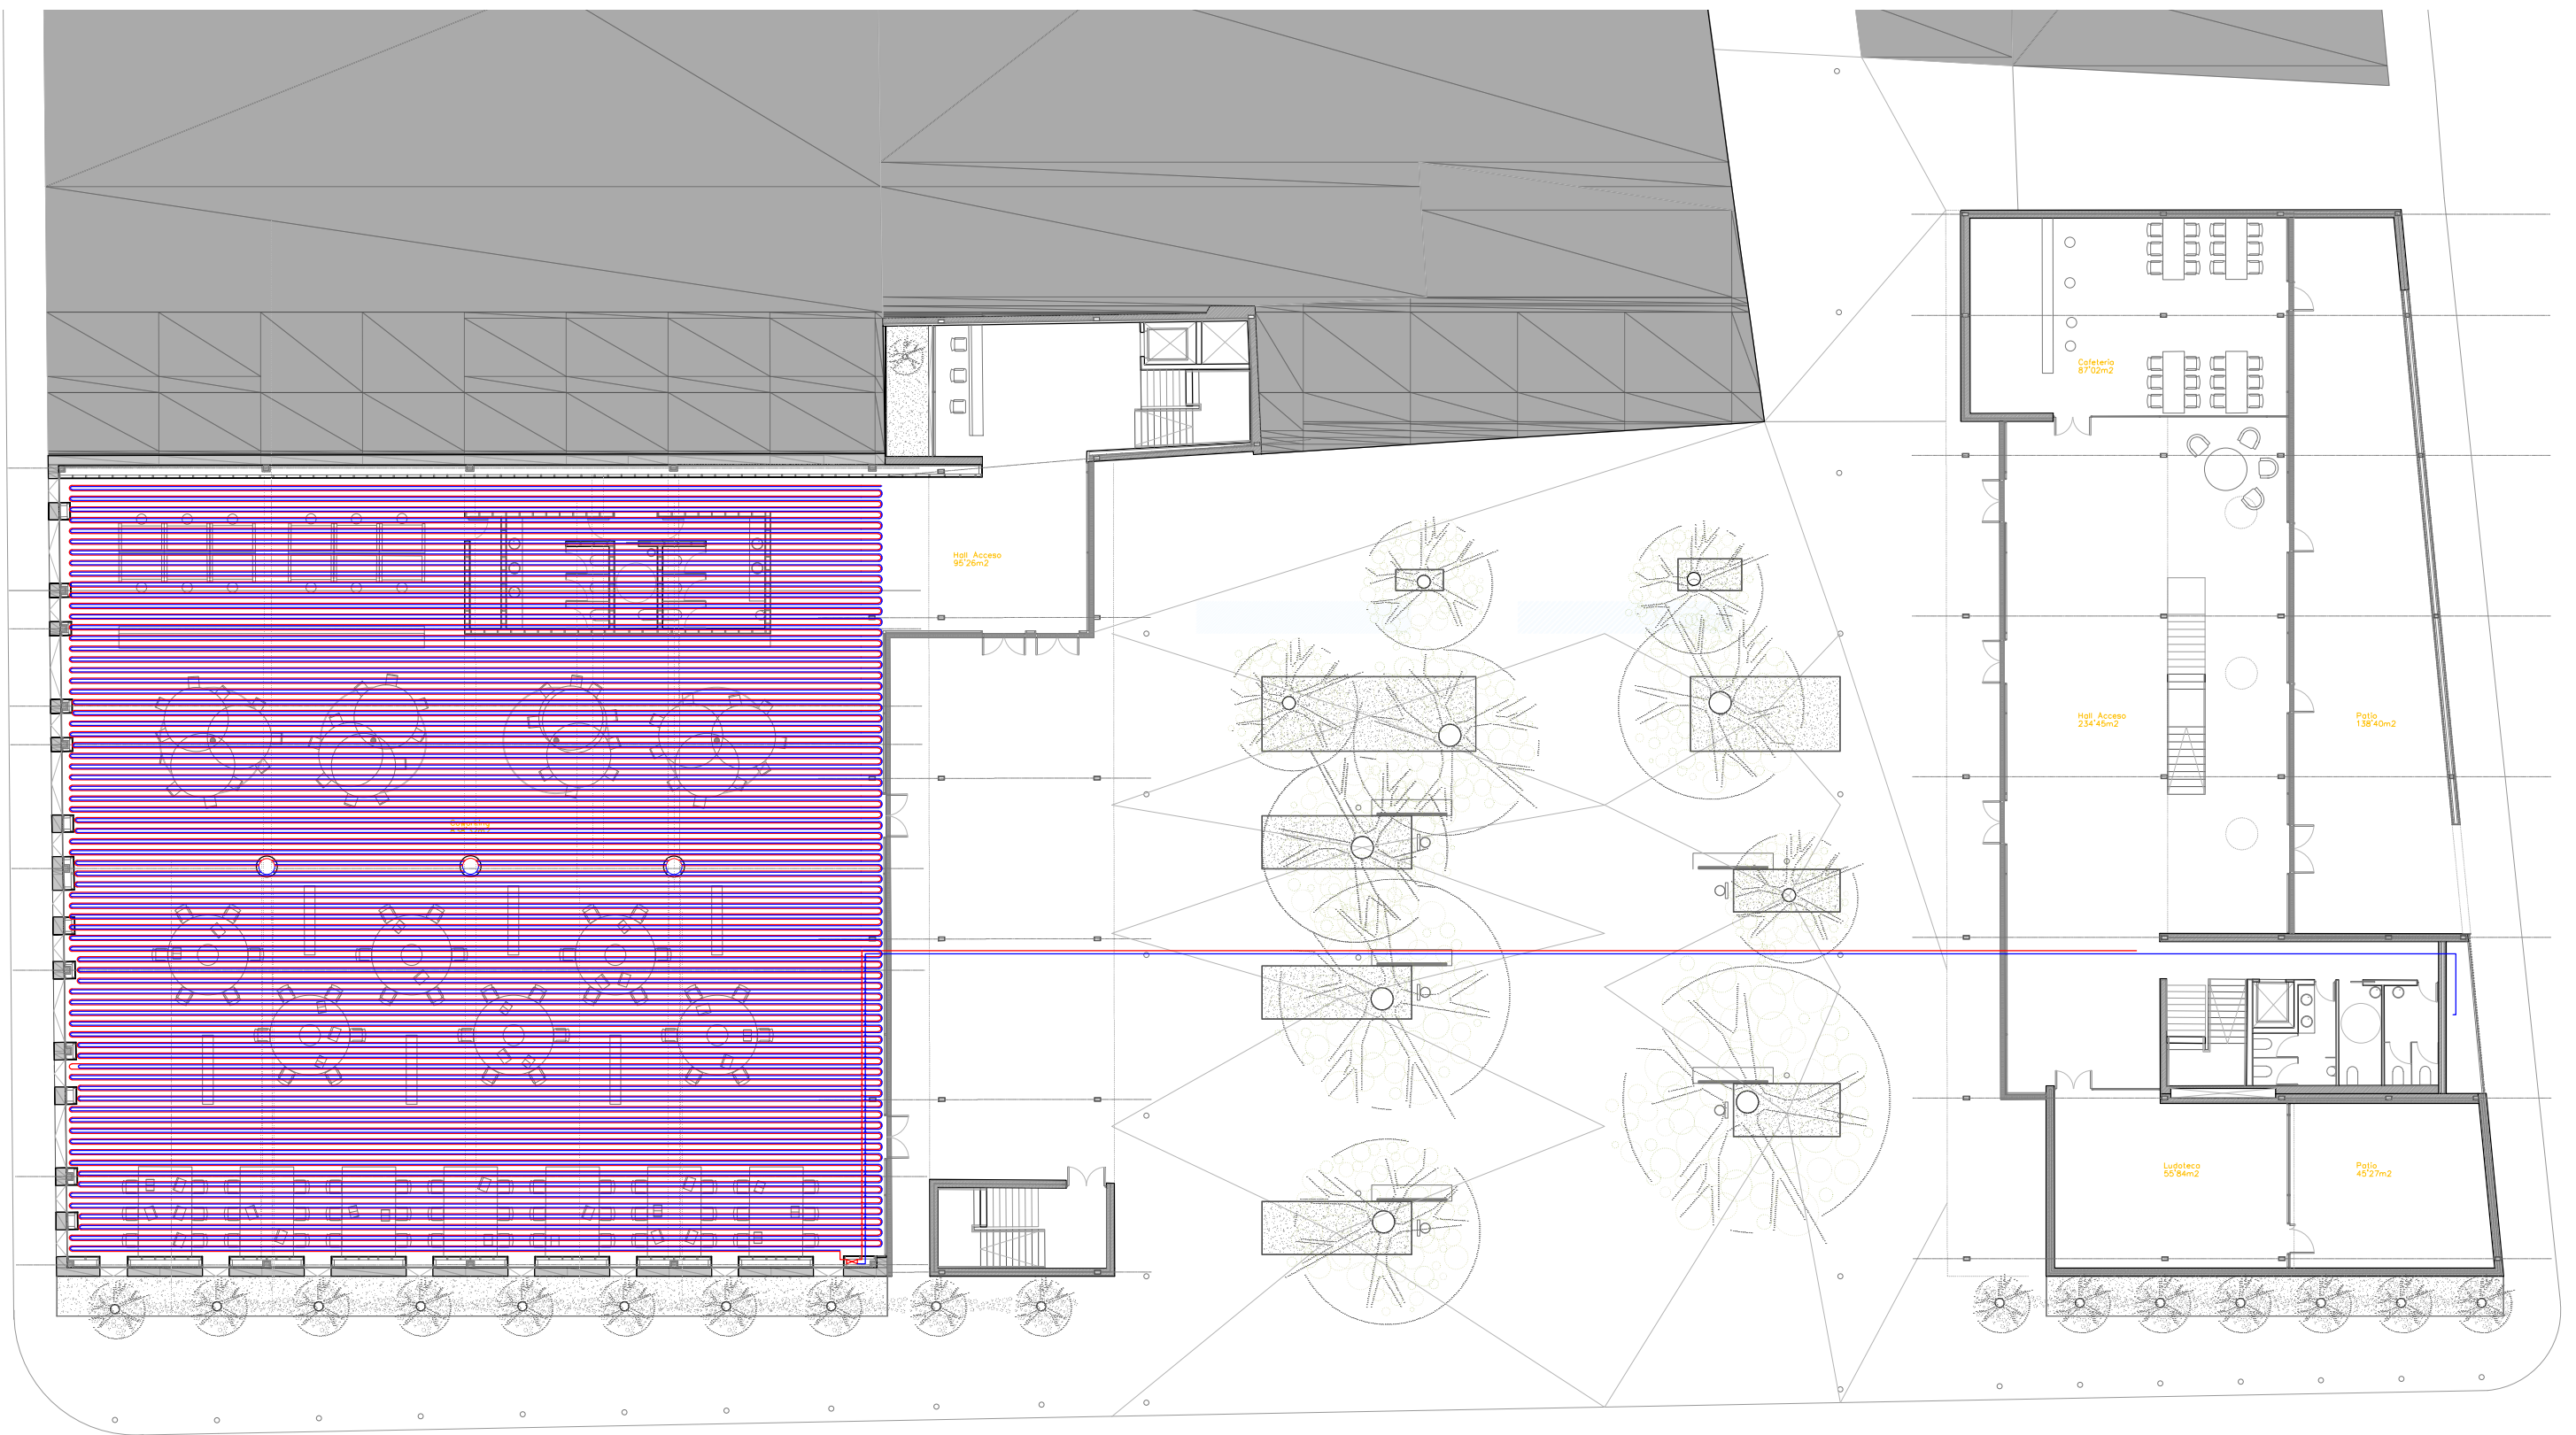 Cafetería
87'02m2
Hall Acceso
95'28m2
Hall Acceso
234'45m2
Patio
138'40m2
Ludoteca
55'84m2
Patio
45'27m2